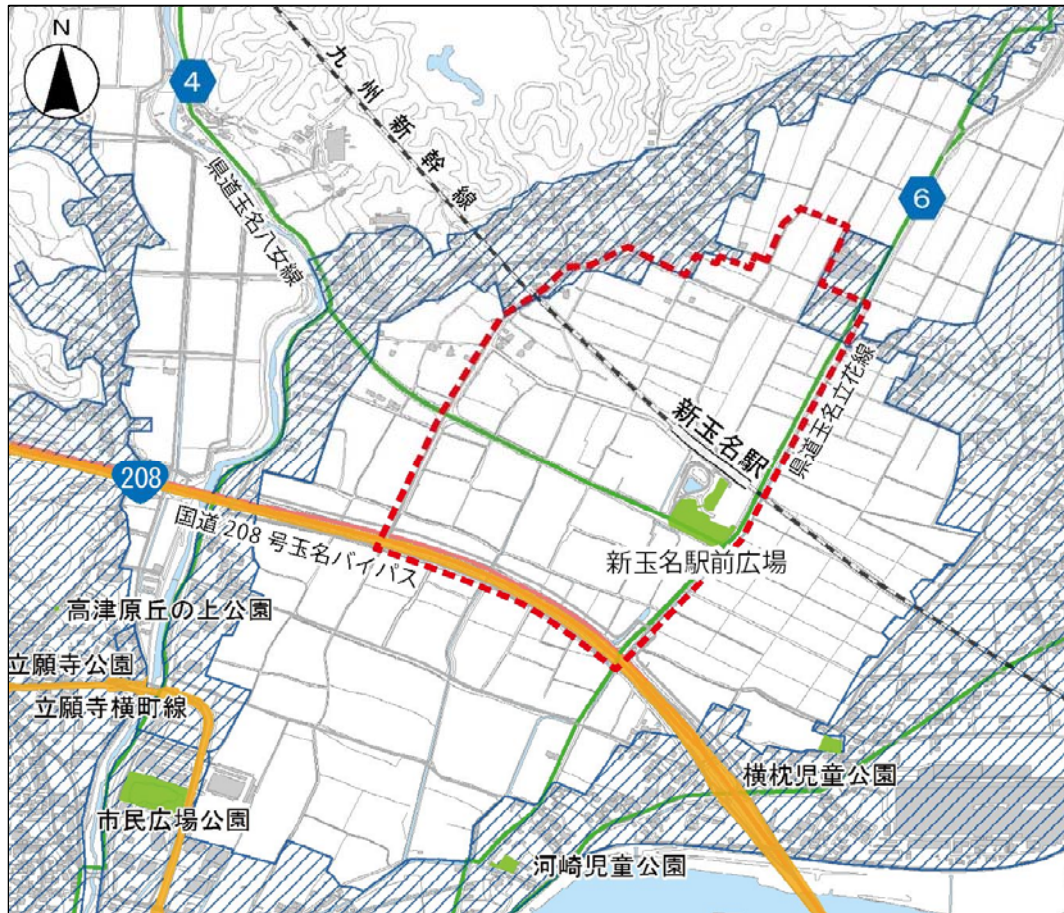 N
4
九州新幹線
県道玉名八女線
6
新玉名駅
県道玉名立花線
208
国道208号玉名バイパス
新玉名駅前広場
高津原丘の上公園
立願寺公園
立願寺横町線
横枕児童公園
市民広場公園
河崎児童公園